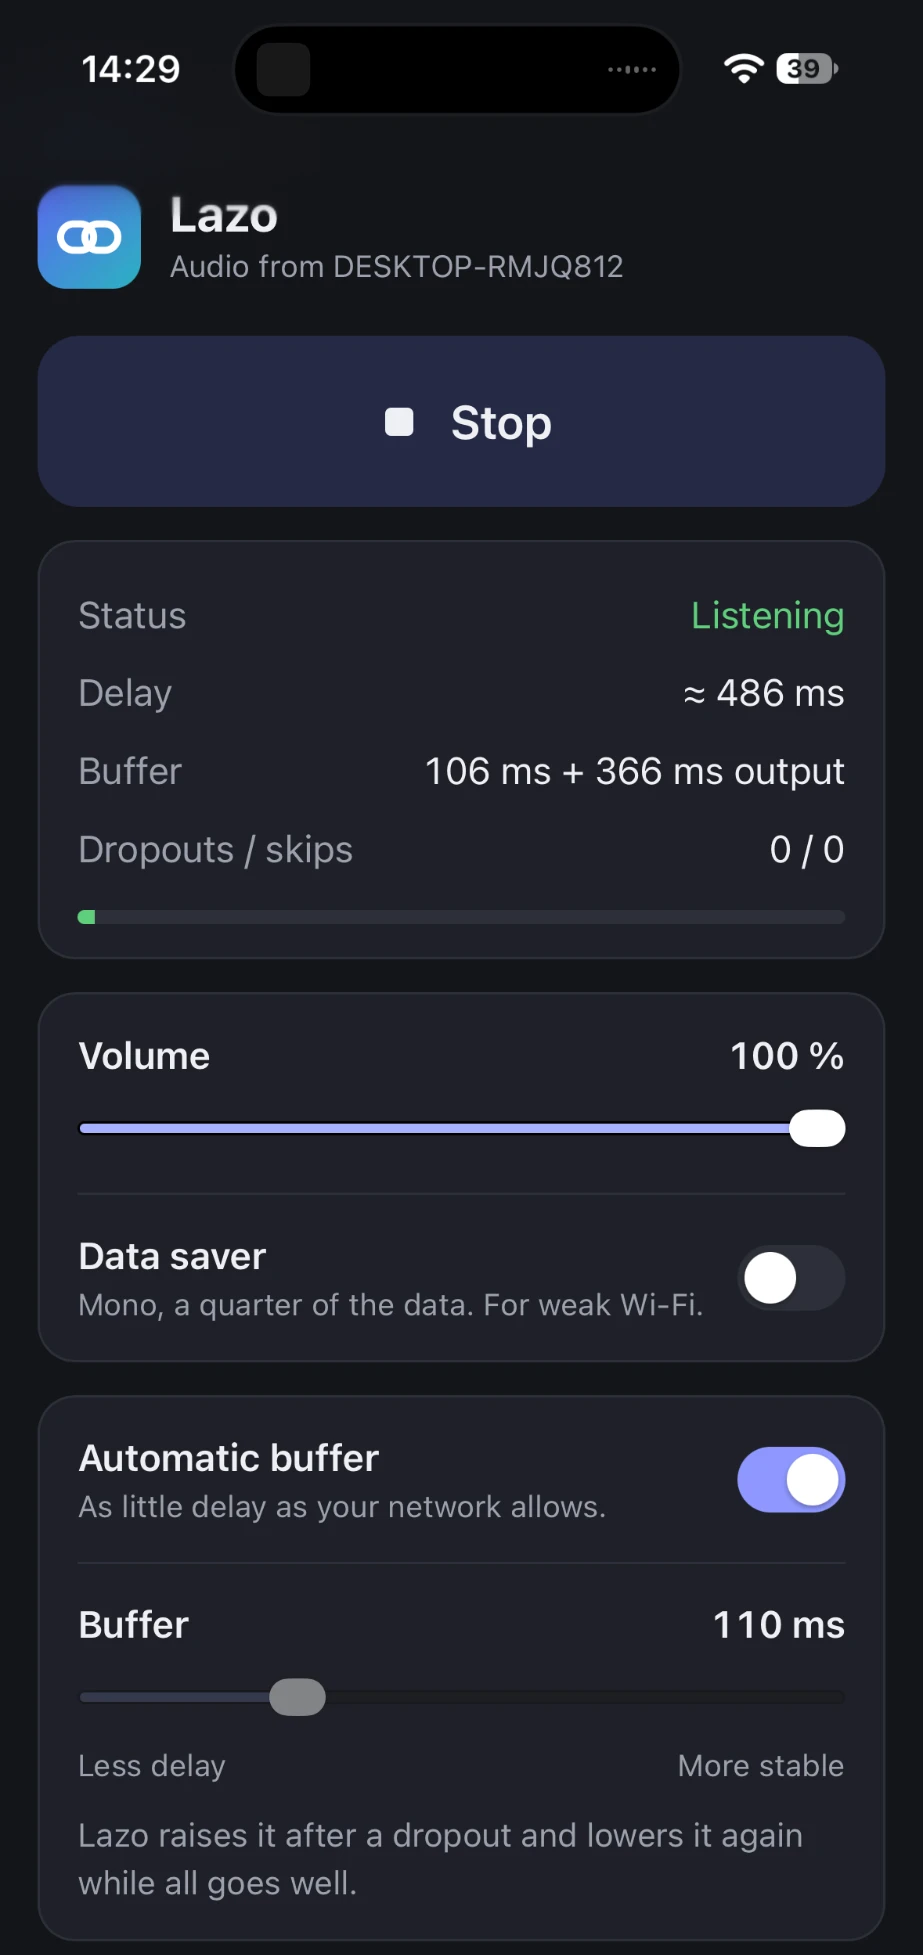 14:29
39
Lazo
Audio from DESKTOP-RMJQ812
Stop
Status Listening
Delay ≈ 486 ms
Buffer 106 ms + 366 ms output
Dropouts / skips 0 / 0
Volume 100 %
Data saver
Mono, a quarter of the data. For weak Wi-Fi.
Automatic buffer
As little delay as your network allows.
Buffer 110 ms
Less delay More stable
Lazo raises it after a dropout and lowers it again
while all goes well.